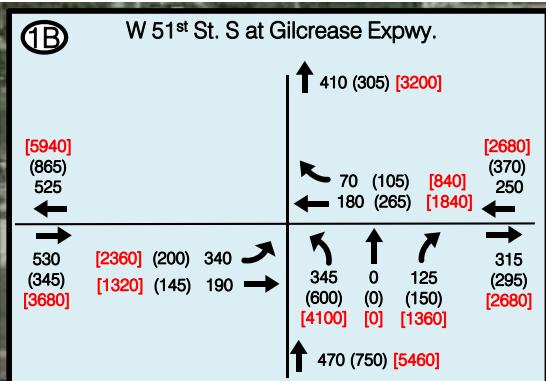 1B
W 51st St. S at Gilcrease Expwy.
410 (305) [3200]
[5940]
(865)
525
[2680]
(370)
250
70 (105) [840]
180 (265) [1840]
530
(345)
[3680]
[2360] (200) 340
[1320] (145) 190
345 0 125
(600) (0) (150)
[4100] [0] [1360]
315
(295)
[2680]
470 (750) [5460]